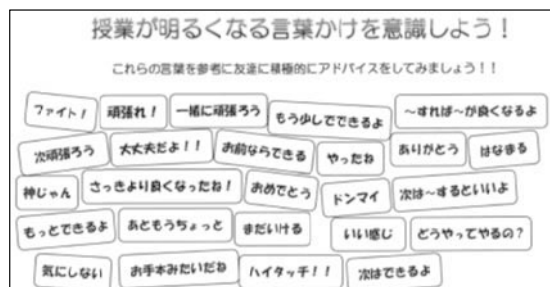 授業が明るくなる言葉かけを意識しよう！
これらの言葉を参考に友達に積極的にアドバイスをしてみましょう！！
ファイト！ 頑張れ！ 一緒に頑張ろう もう少しでできるよ ～すれば～が良くなるよ
次頑張ろう 大丈夫だよ！！ お前ならできる やったね ありがとう はなまる
神じゃん さっきより良くなったね！ おめでとう ドンマイ 次は～するといいよ
もっとできるよ あともうちょっと まだいける いい感じ どうやってやるの？
気にしない お手本みたいだね ハイタッチ！！ 次はできるよ